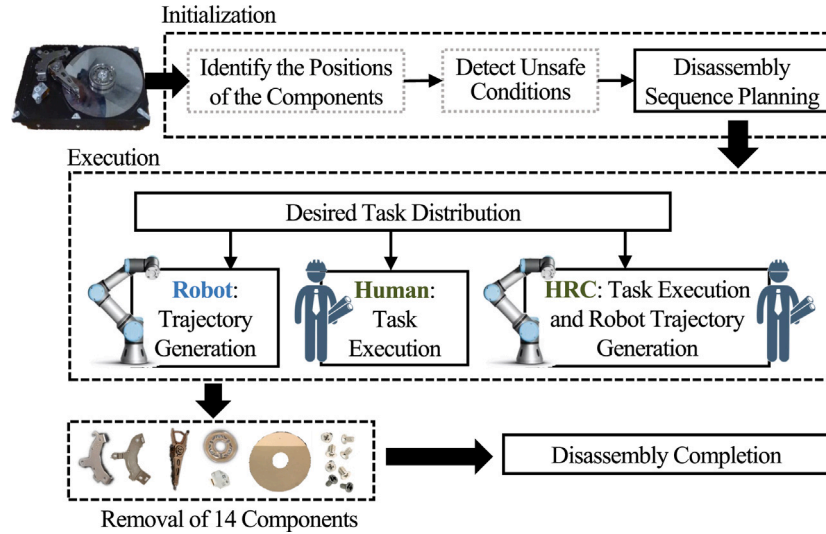 Initialization
Identify the Positions
of the Components
Detect Unsafe
Conditions
Disassembly
Sequence Planning
Execution
Desired Task Distribution
Robot:
Trajectory
Generation
Human:
Task
Execution
HRC: Task Execution
and Robot Trajectory
Generation
Removal of 14 Components
Disassembly Completion